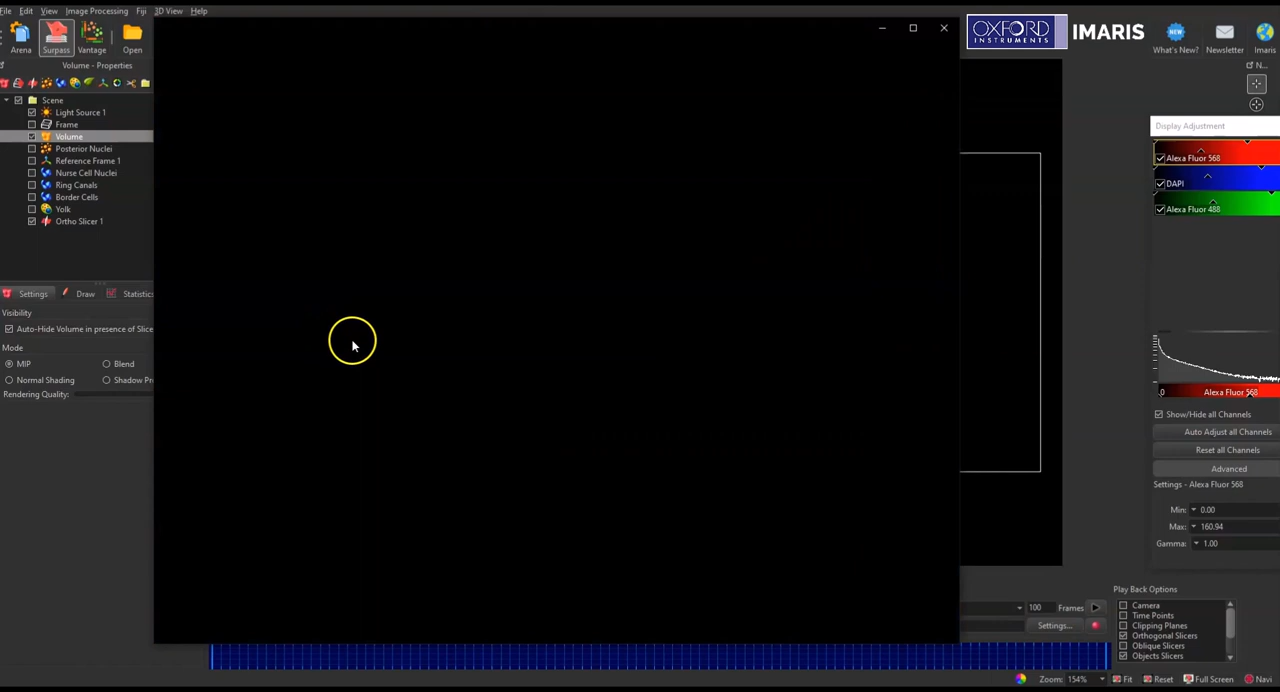 File Edit View Image Processing Fiji 3D View Help
Arena Surpass Vantage Open
OXFORD INSTRUMENTS IMARIS
What's New? Newsletter Imaris
Volume - Properties
N...
Scene
Light Source 1
Frame
Volume
Posterior Nuclei
Reference Frame 1
Nurse Cell Nuclei
Ring Canals
Border Cells
Yolk
Ortho Slicer 1
Settings Draw Statistics
Visibility
Auto-Hide Volume in presence of Slice
Mode
MIP Blend
Normal Shading Shadow Pr
Rendering Quality:
Display Adjustment
Alexa Fluor 568
DAPI
Alexa Fluor 488
0 Alexa Fluor 568
Show/Hide all Channels
Auto Adjust all Channels
Reset all Channels
Advanced
Settings - Alexa Fluor 568
Min: 0.00
Max: 160.94
Gamma: 1.00
100 Frames
Settings...
Play Back Options
Camera
Time Points
Clipping Planes
Orthogonal Slicers
Oblique Slicers
Objects Slicers
Zoom: 154% Fit Reset Full Screen Navi